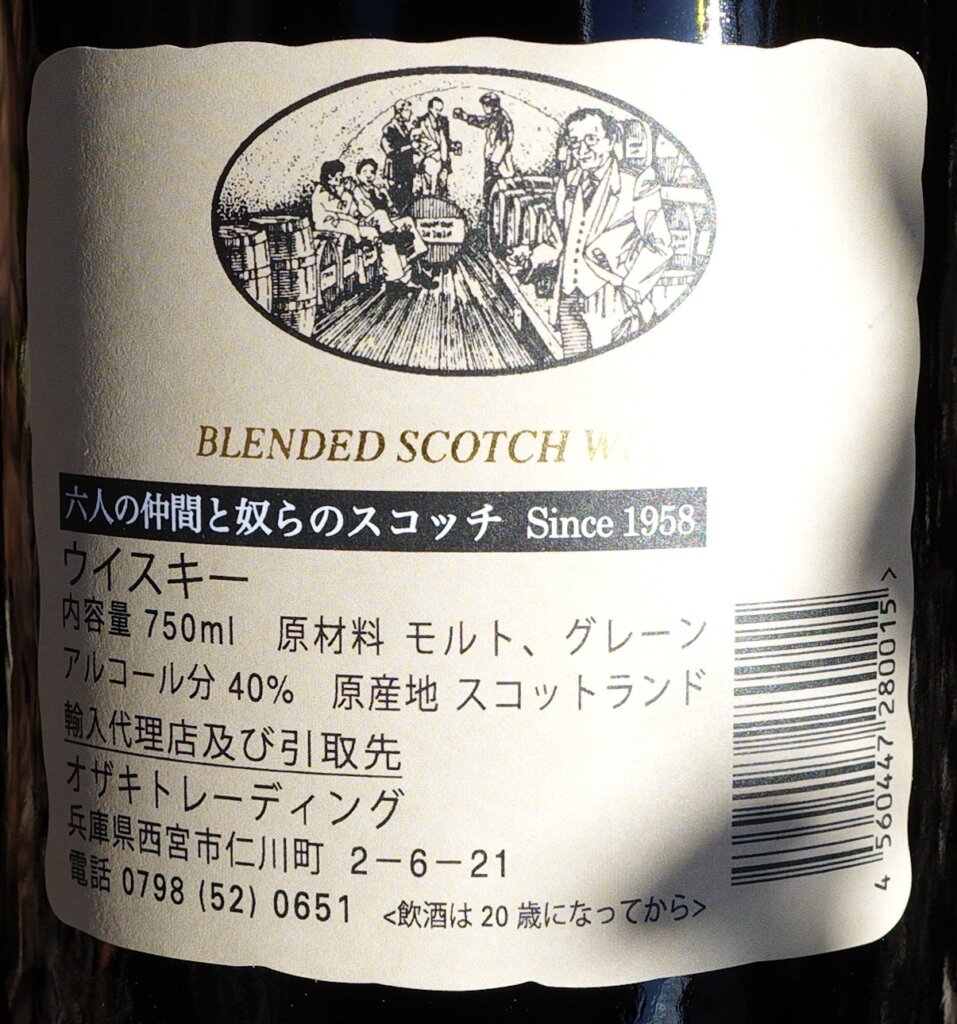 BLENDED SCOTCH
六人の仲間と奴らのスコッチ Since 1958
ウイスキー
内容量 750ml 原材料 モルト、グレーン
アルコール分 40% 原産地 スコットランド
輸入代理店及び引取先
オザキトレーディング
兵庫県西宮市仁川町 2-6-21
電話 0798 (52) 0651 <飲酒は 20 歳になってから>
4 560447 280015 >